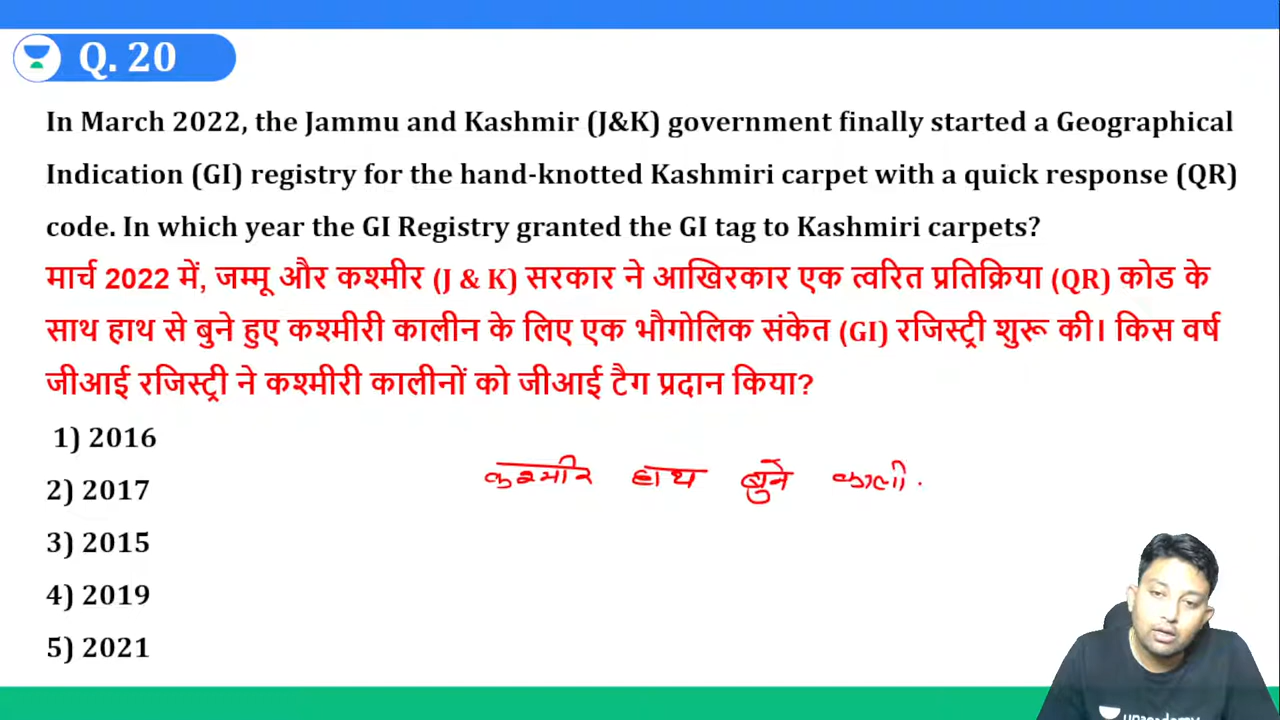 Q. 20
In March 2022, the Jammu and Kashmir (J&K) government finally started a Geographical
Indication (GI) registry for the hand-knotted Kashmiri carpet with a quick response (QR)
code. In which year the GI Registry granted the GI tag to Kashmiri carpets?
मार्च 2022 में, जम्मू और कश्मीर (J & K) सरकार ने आखिरकार एक त्वरित प्रतिक्रिया (QR) कोड के
साथ हाथ से बुने हुए कश्मीरी कालीन के लिए एक भौगोलिक संकेत (GI) रजिस्ट्री शुरू की। किस वर्ष
जीआई रजिस्ट्री ने कश्मीरी कालीनों को जीआई टैग प्रदान किया?
1) 2016
कश्मीर हाथ बुने काली.
2) 2017
3) 2015
4) 2019
5) 2021